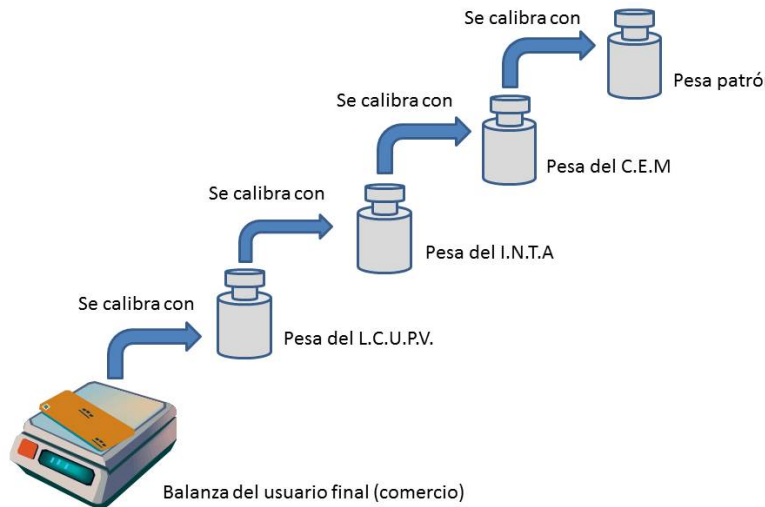 Se calibra con
Pesa patró
Se calibra con
Pesa del C.E.M
Se calibra con
Pesa del I.N.T.A
Se calibra con
Pesa del L.C.U.P.V.
Balanza del usuario final (comercio)